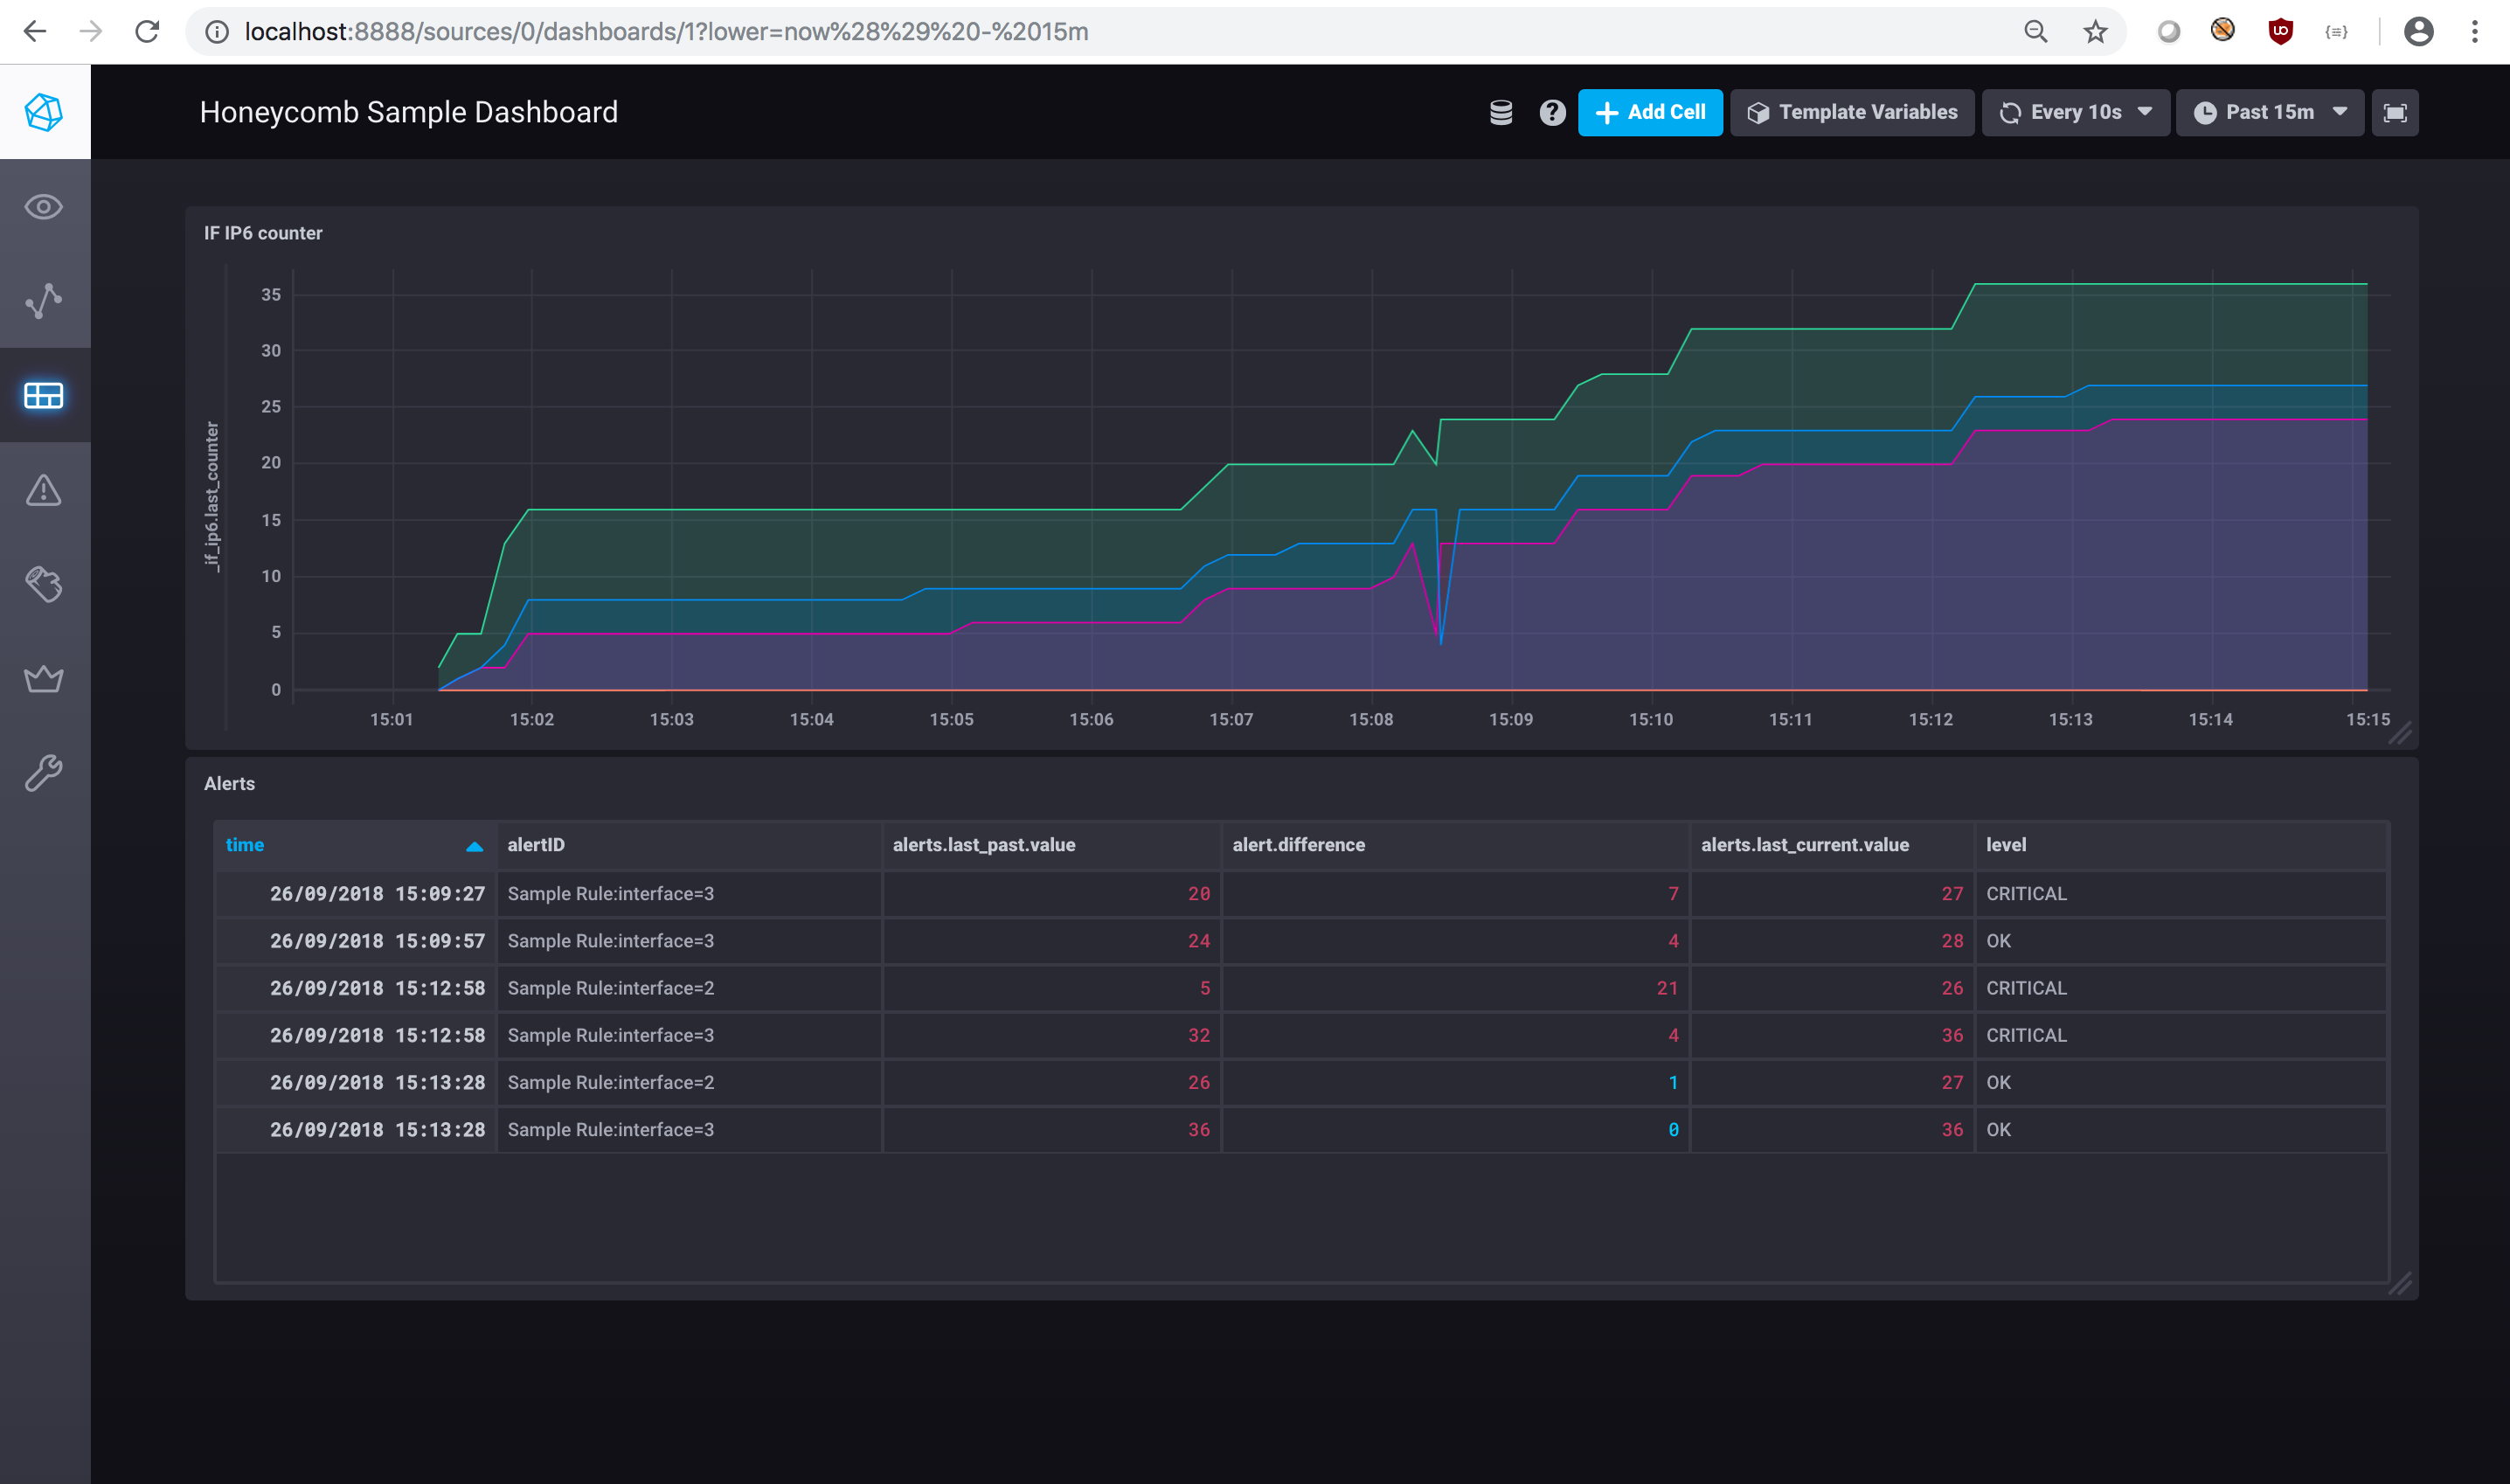 localhost:8888/sources/0/dashboards/1?lower=now%28%29%20-%2015m
Honeycomb Sample Dashboard
? Add Cell Template Variables Every 10s Past 15m
IF IP6 counter
_if_ip6.last_counter
35
30
25
20
15
10
5
0
15:01 15:02 15:03 15:04 15:05 15:06 15:07 15:08 15:09 15:10 15:11 15:12 15:13 15:14 15:15
Alerts
time alertID alerts.last_past.value alert.difference alerts.last_current.value level
26/09/2018 15:09:27 Sample Rule:interface=3 20 7 27 CRITICAL
26/09/2018 15:09:57 Sample Rule:interface=3 24 4 28 OK
26/09/2018 15:12:58 Sample Rule:interface=2 5 21 26 CRITICAL
26/09/2018 15:12:58 Sample Rule:interface=3 32 4 36 CRITICAL
26/09/2018 15:13:28 Sample Rule:interface=2 26 1 27 OK
26/09/2018 15:13:28 Sample Rule:interface=3 36 0 36 OK